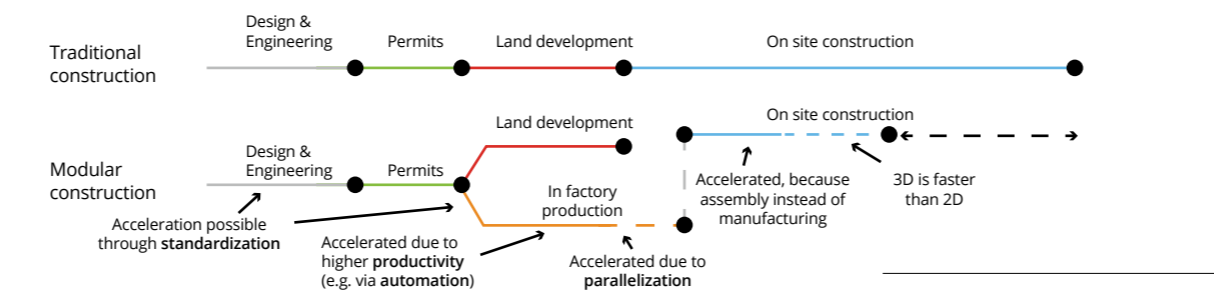 Design &
Engineering
Permits
Land development
On site construction
Traditional
construction
On site construction
Land development
Design &
Engineering
Permits
Modular
construction
Accelerated, because
assembly instead of
manufacturing
3D is faster
than 2D
In factory
production
Acceleration possible
through standardization
Accelerated due to
higher productivity
(e.g. via automation)
Accelerated due to
parallelization